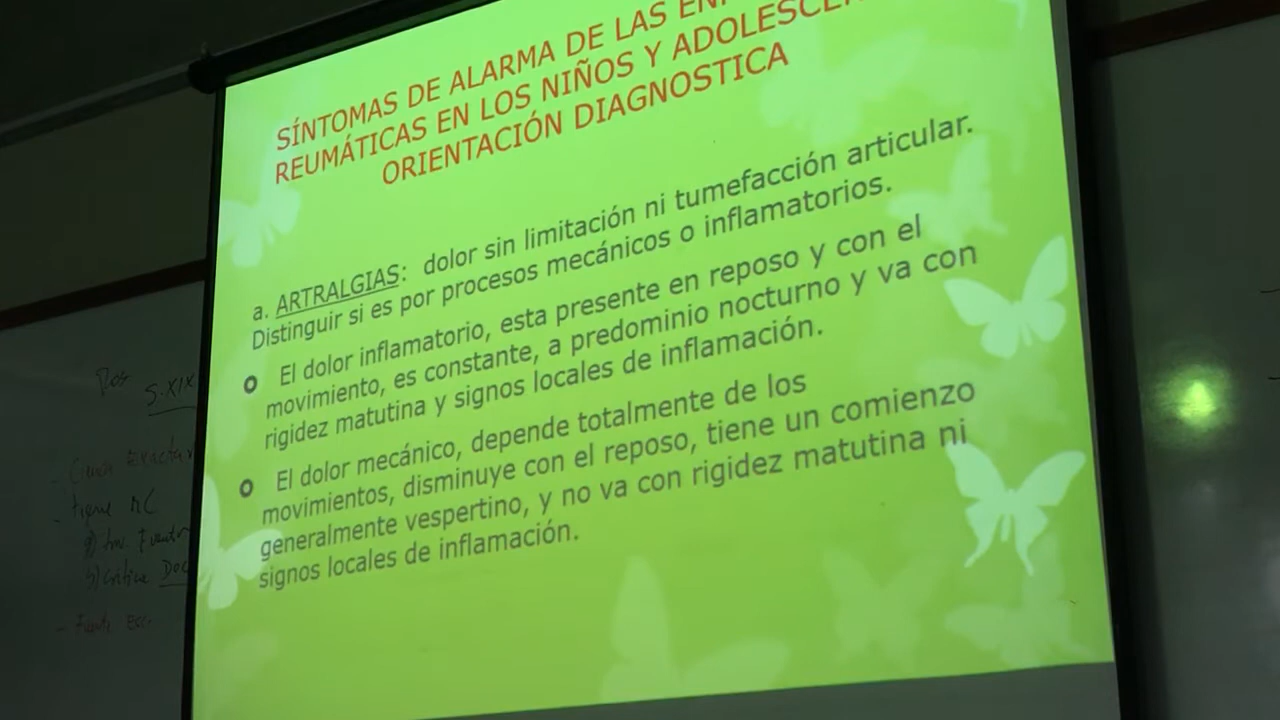 SÍNTOMAS DE ALARMA DE LAS
REUMÁTICAS EN LOS NIÑOS Y
ORIENTACIÓN DIAGNOSTICA
a. ARTRALGIAS: dolor sin limitación ni tumefacción articular.
Distinguir si es por procesos mecánicos o inflamatorios.
El dolor inflamatorio, esta presente en reposo y con el
movimiento, es constante, a predominio nocturno y va con
rigidez matutina y signos locales de inflamación.
El dolor mecánico, depende totalmente de los
movimientos, disminuye con el reposo, tiene un comienzo
generalmente vespertino, y no va con rigidez matutina ni
signos locales de inflamación.
S. XIX